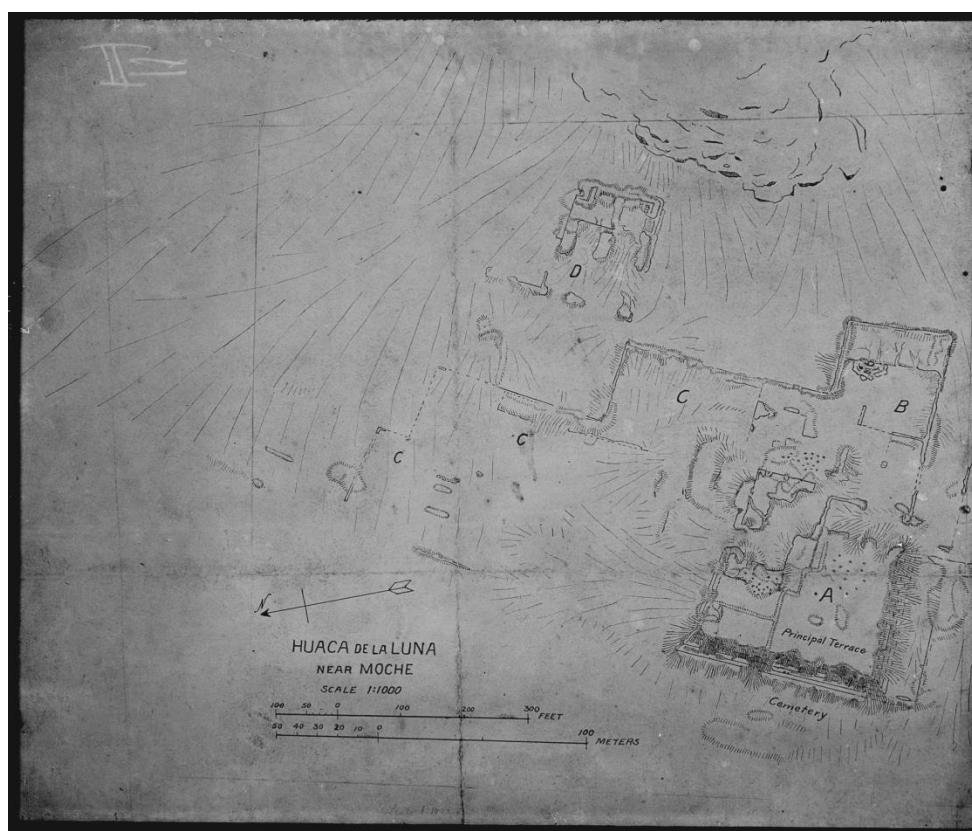 II
D
C
B
C
C
A
Principal Terrace
N
HUACA DE LA LUNA
NEAR MOCHE
SCALE 1:1000
100 50 0 100 200 300 FEET
50 40 30 20 10 0 100 METERS
Cemetery